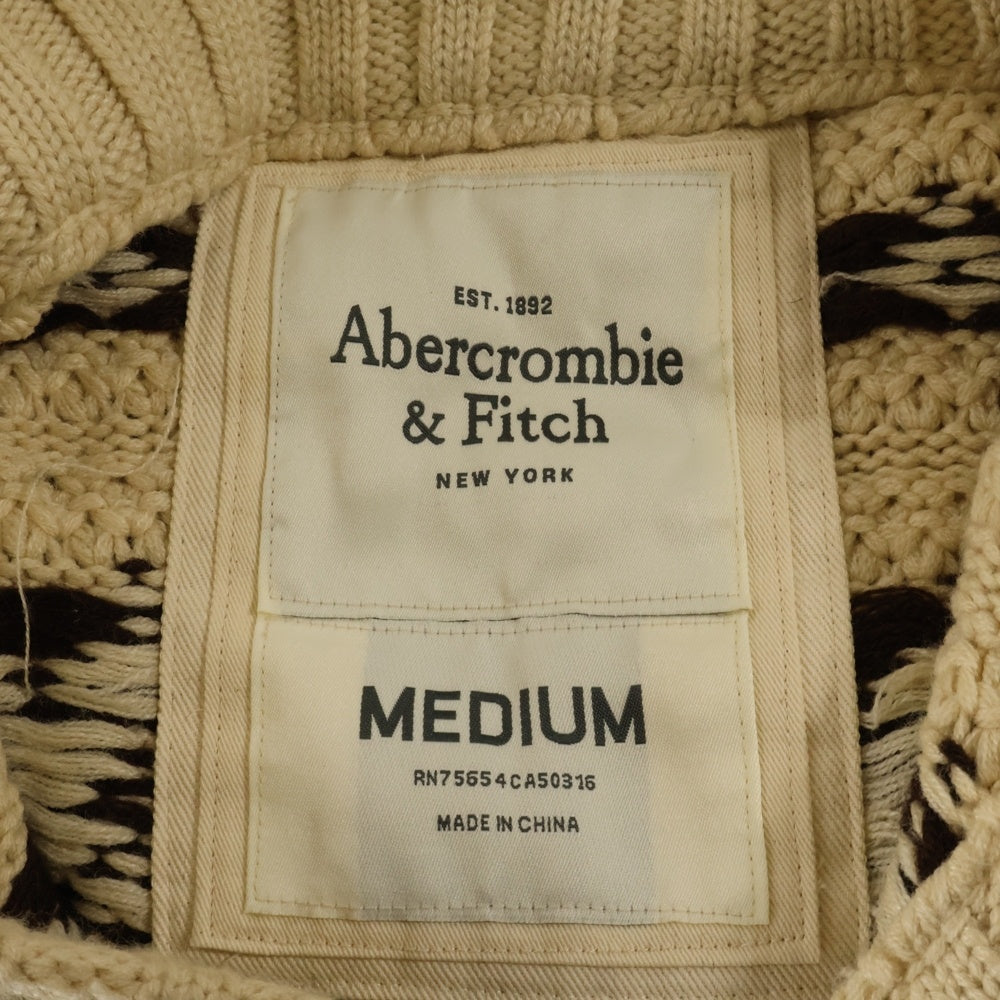 EST. 1892
Abercrombie
& Fitch
NEW YORK
MEDIUM
RN75654CA50316
MADE IN CHINA